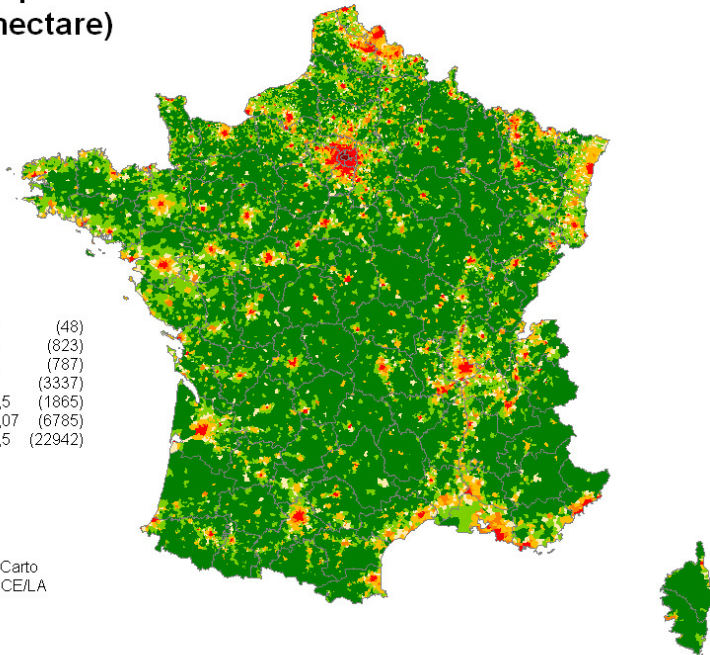 hectare)
(48)
(823)
(787)
(3337)
,5 (1865)
,07 (6785)
,5 (22942)
Carto
CE/LA